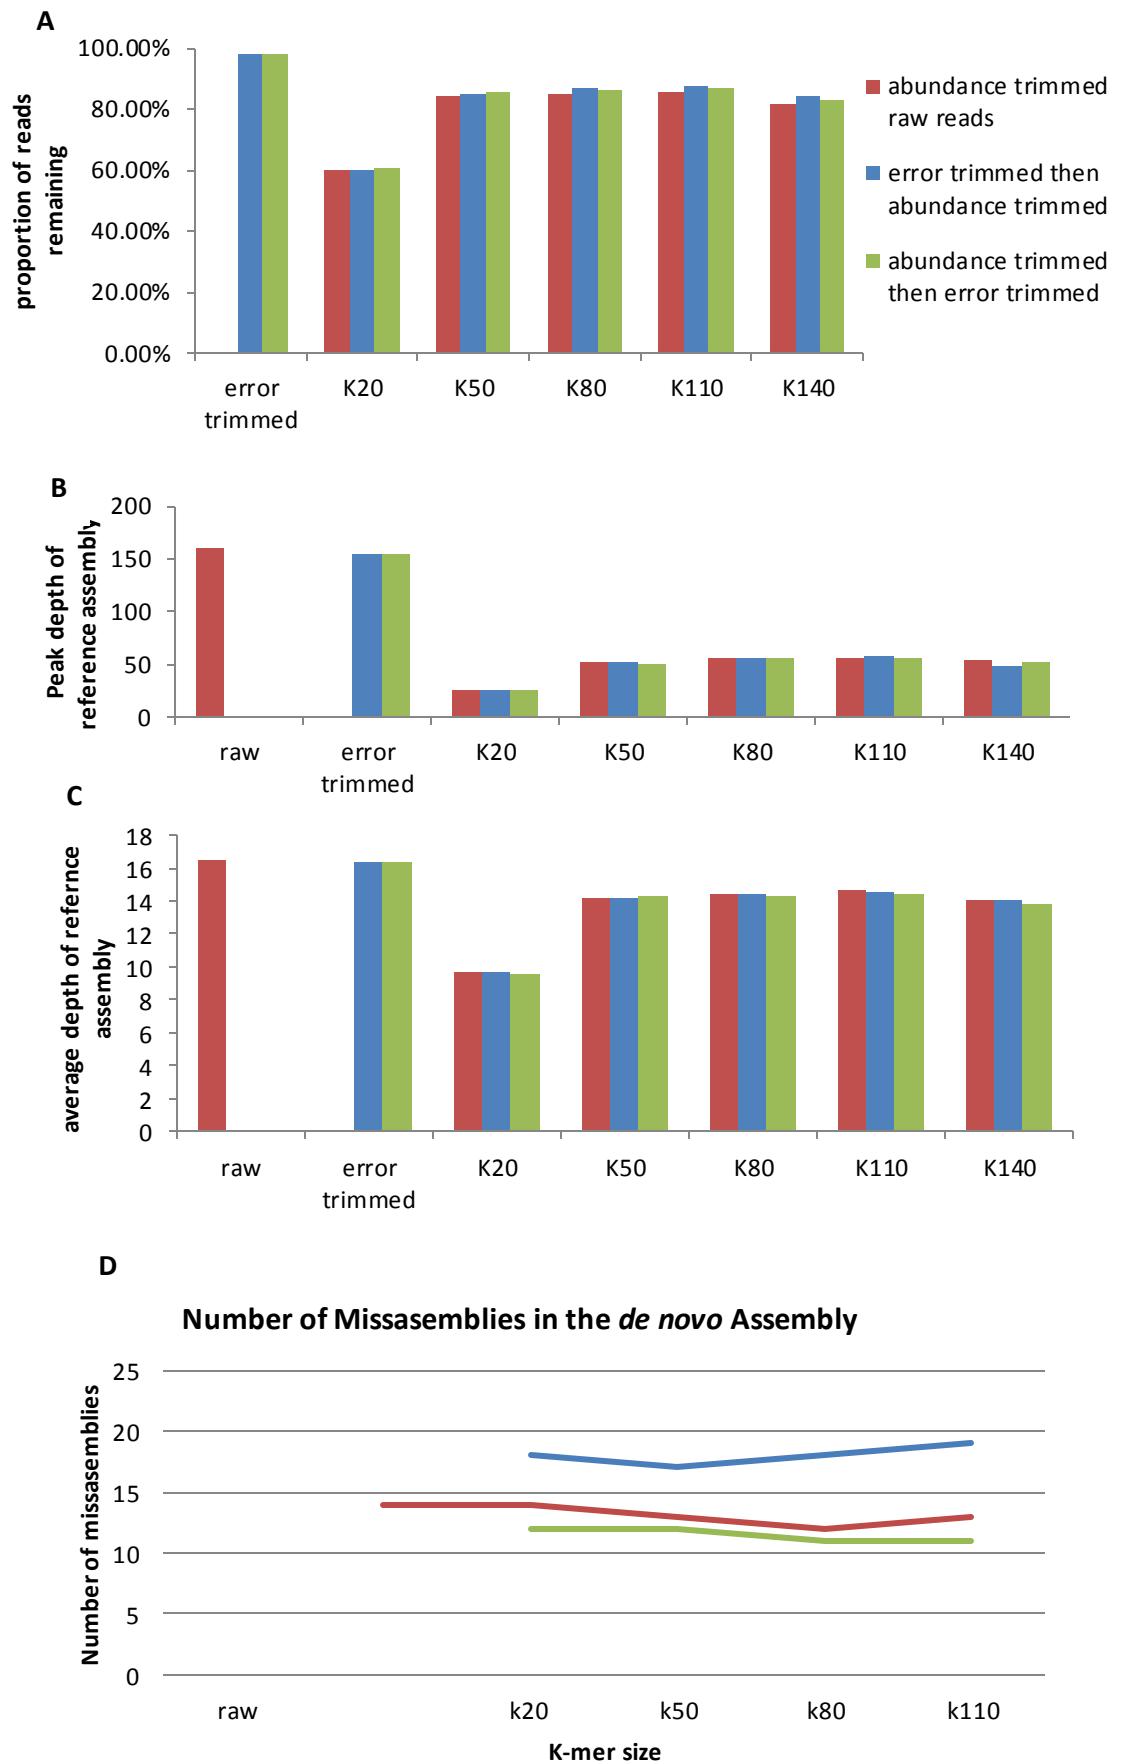 A
100.00%
80.00%
60.00%
40.00%
20.00%
0.00%
proportion of reads
remaining
error
trimmed
K20
K50
K80
K110
K140
abundance trimmed
raw reads
error trimmed then
abundance trimmed
abundance trimmed
then error trimmed
B
200
150
100
50
0
Peak depth of
reference assembly
raw
error
trimmed
K20
K50
K80
K110
K140
C
18
16
14
12
10
8
6
4
2
0
average depth of refernce
assembly
raw
error
trimmed
K20
K50
K80
K110
K140
D
Number of Missasemblies in the de novo Assembly
25
20
15
10
5
0
Number of missasemblies
raw
k20
k50
k80
k110
K-mer size